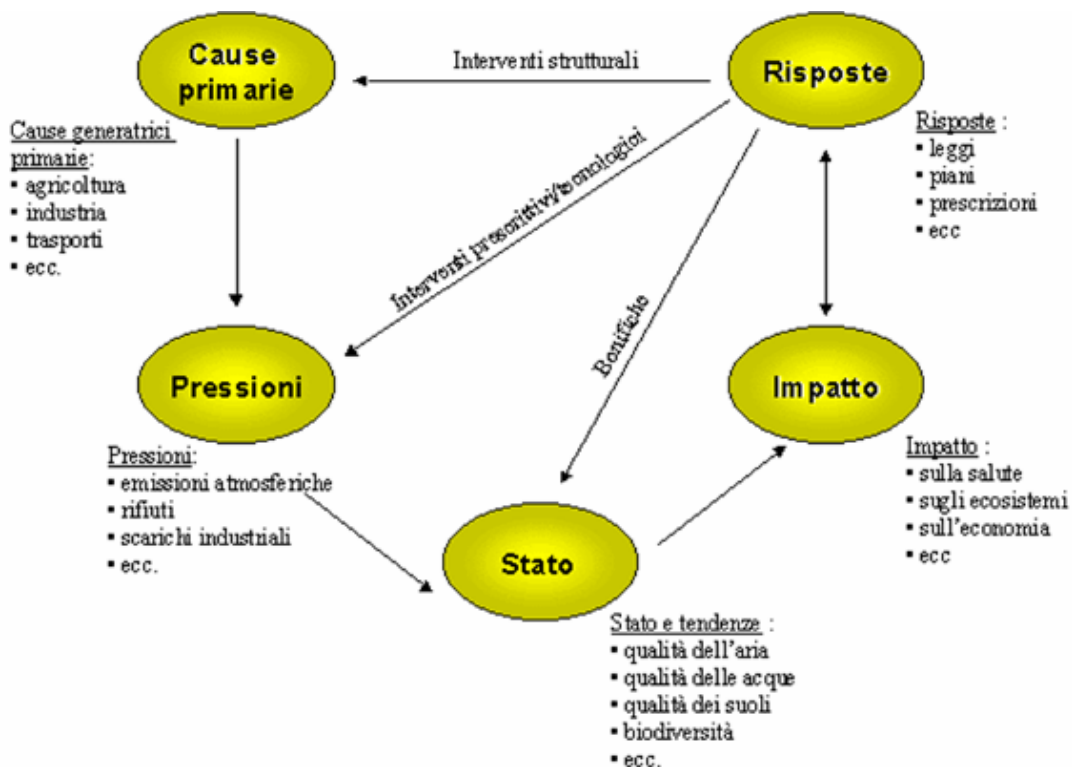 Cause
primarie
Interventi strutturali
Risposte
Cause generatrici
primarie:
▪ agricoltura
▪ industria
▪ trasporti
▪ ecc.
Risposte :
▪ leggi
▪ piani
▪ prescrizioni
▪ ecc
Interventi prescrittivi/tecnologici
Bonifiche
Pressioni
Impatto
Pressioni:
▪ emissioni atmosferiche
▪ rifiuti
▪ scarichi industriali
▪ ecc.
Impatto :
▪ sulla salute
▪ sugli ecosistemi
▪ sull'economia
▪ ecc
Stato
Stato e tendenze :
▪ qualità dell'aria
▪ qualità delle acque
▪ qualità dei suoli
▪ biodiversità
▪ ecc.